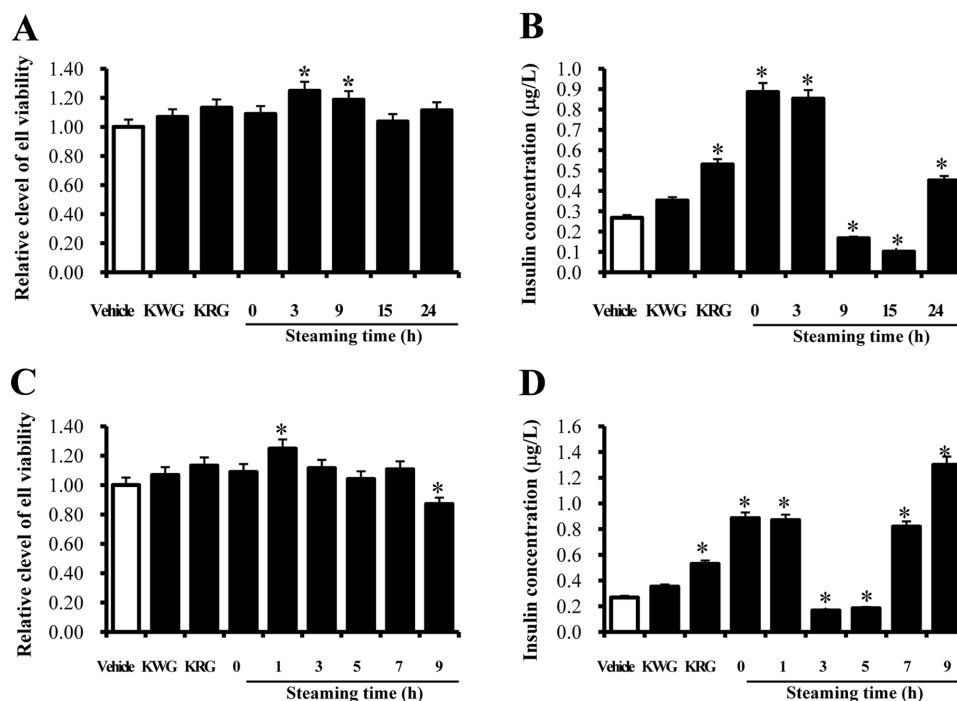 A
Relative clevel of ell viability
1.40
1.20
1.00
0.80
0.60
0.40
0.20
0.00
* *
Vehicle KWG KRG 0 3 9 15 24
Steaming time (h)
B
Insulin concentration (µg/L)
1.0
0.9
0.8
0.7
0.6
0.5
0.4
0.3
0.2
0.1
0.0
* * * * * *
Vehicle KWG KRG 0 3 9 15 24
Steaming time (h)
C
Relative clevel of ell viability
1.40
1.20
1.00
0.80
0.60
0.40
0.20
0.00
* *
Vehicle KWG KRG 0 1 3 5 7 9
Steaming time (h)
D
Insulin concentration (µg/L)
1.6
1.4
1.2
1.0
0.8
0.6
0.4
0.2
0.0
* * * * * * *
Vehicle KWG KRG 0 1 3 5 7 9
Steaming time (h)